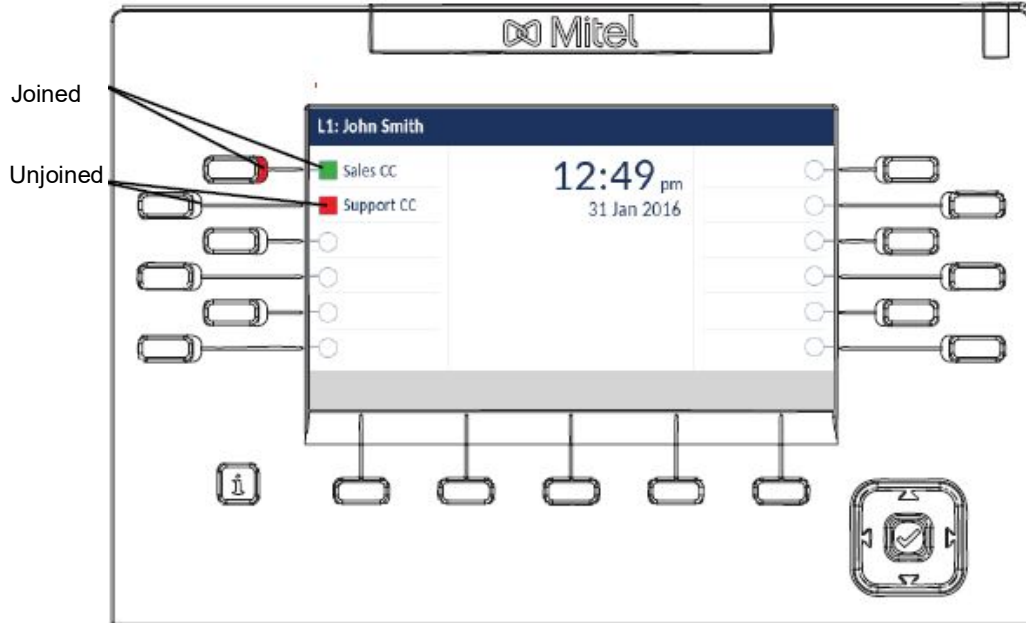 Mitel
Joined
L1: John Smith
Sales CC
12:49 pm
Unjoined
Support CC
31 Jan 2016
i